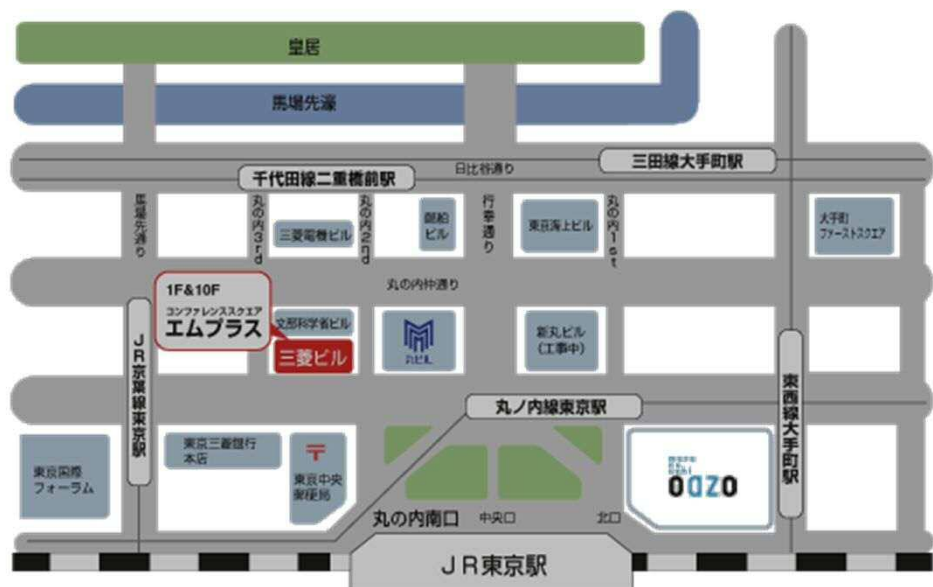 皇居
馬場先濠
三田線大手町駅
日比谷通り
千代田線二重橋前駅
馬場先通り
丸の内3rd
三菱電機ビル
丸の内2nd
郵船
ビル
行幸通り
東京海上ビル
丸の内1st
大手町
ファーストスクエア
丸の内仲通り
1F&10F
コンファレンススクエア
エムプラス
文部科学省ビル
三菱ビル
丸ビル
新丸ビル
(工事中)
JR京葉線東京駅
丸ノ内線東京駅
東西線大手町駅
東京国際
フォーラム
東京三菱銀行
本店
〒
東京中央
郵便局
oazo
丸の内南口
中央口
北口
JR東京駅